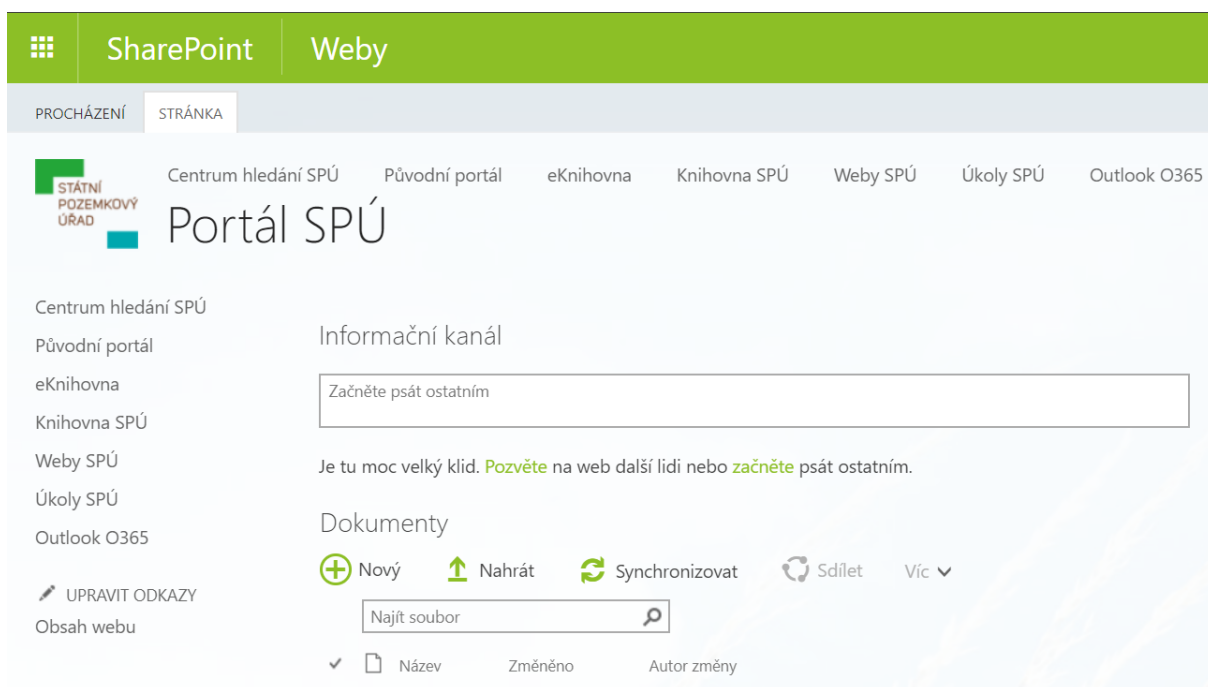 SharePoint Weby
PROCHÁZENÍ STRÁNKA
STÁTNÍ
POZEMKOVÝ
ÚŘAD
Centrum hledání SPÚ Původní portál eKnihovna Knihovna SPÚ Weby SPÚ Úkoly SPÚ Outlook O365
Portál SPÚ
Centrum hledání SPÚ
Původní portál
eKnihovna
Knihovna SPÚ
Weby SPÚ
Úkoly SPÚ
Outlook O365
UPRAVIT ODKAZY
Obsah webu
Informační kanál
Začněte psát ostatním
Je tu moc velký klid. Pozvěte na web další lidi nebo začněte psát ostatním.
Dokumenty
Nový Nahrát Synchronizovat Sdílet Víc
Najít soubor
Název Změněno Autor změny